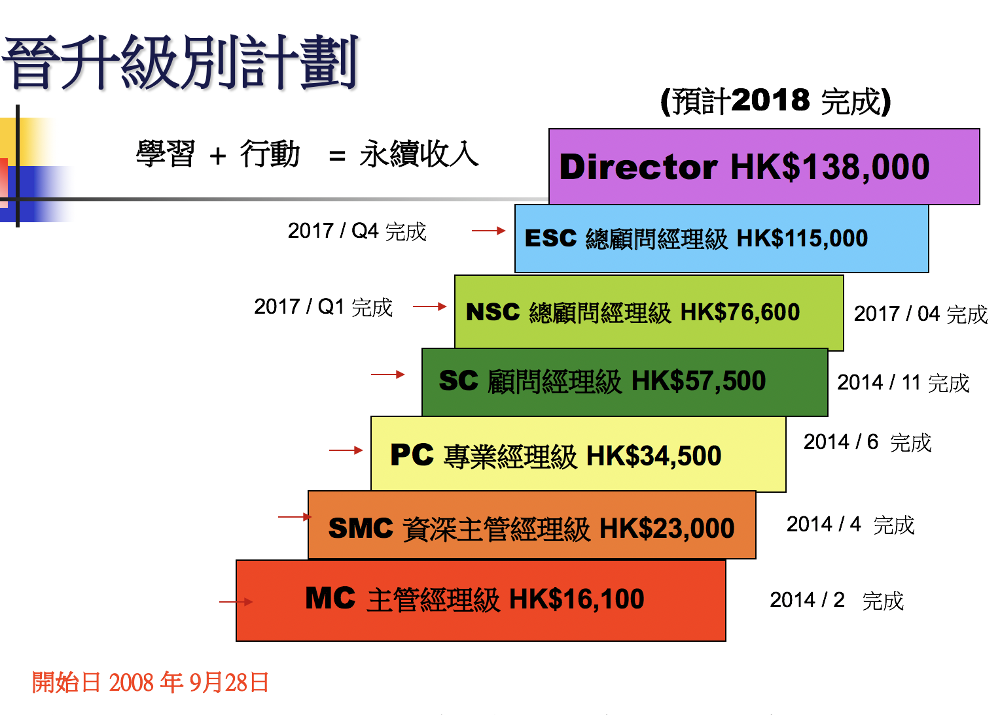 晉升級別計劃
(預計2018 完成)
學習 + 行動 = 永續收入
Director HK$138,000
2017 / Q4 完成
ESC 總顧問經理級 HK$115,000
2017 / Q1 完成
NSC 總顧問經理級 HK$76,600
2017 / 04 完成
SC 顧問經理級 HK$57,500
2014 / 11 完成
PC 專業經理級 HK$34,500
2014 / 6 完成
SMC 資深主管經理級 HK$23,000
2014 / 4 完成
MC 主管經理級 HK$16,100
2014 / 2 完成
開始日 2008 年 9月28日